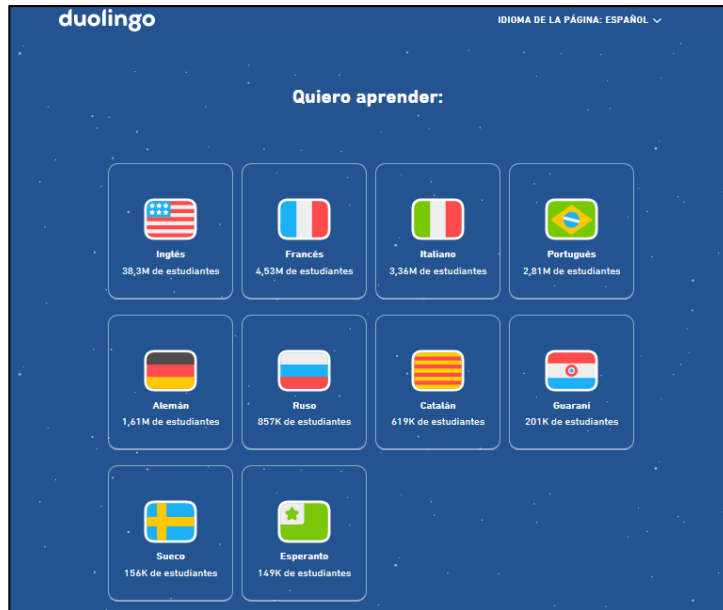 duolingo
IDIOMA DE LA PÁGINA: ESPAÑOL
Quiero aprender:
Inglés
38,3M de estudiantes
Francés
4,53M de estudiantes
Italiano
3,36M de estudiantes
Portugués
2,81M de estudiantes
Alemán
1,61M de estudiantes
Ruso
857K de estudiantes
Catalán
619K de estudiantes
Guaraní
201K de estudiantes
Sueco
156K de estudiantes
Esperanto
149K de estudiantes